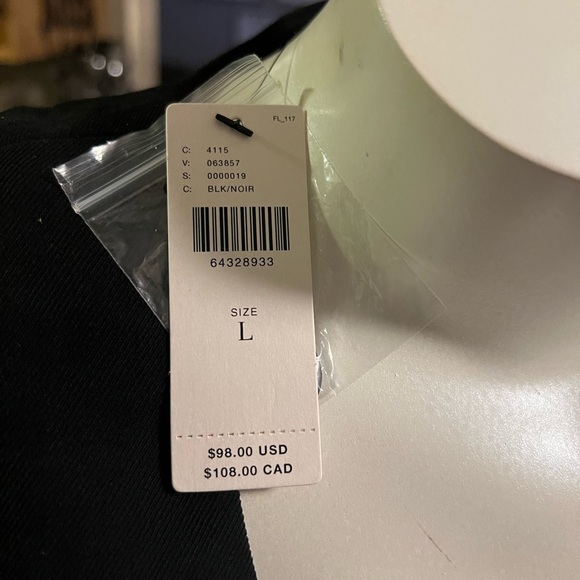 FL_117
C: 4115
V: 063857
S: 0000019
C: BLK/NOIR
64328933
SIZE
L
$98.00 USD
$108.00 CAD